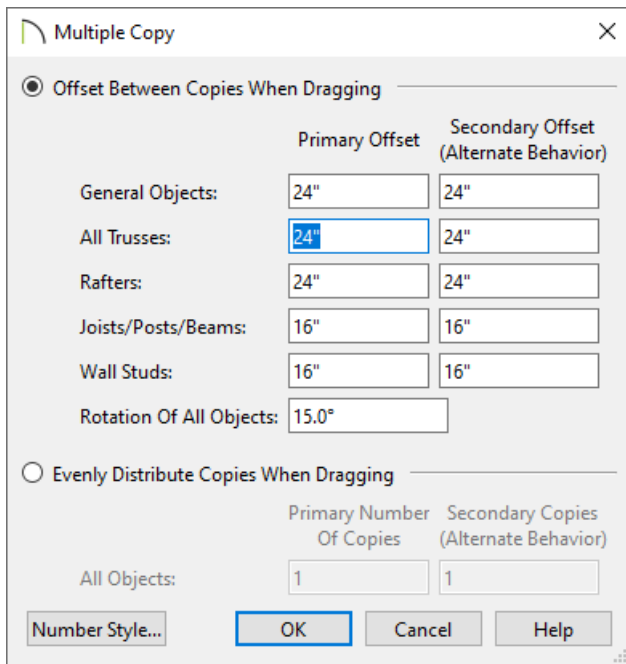 Multiple Copy
Offset Between Copies When Dragging
Primary Offset
Secondary Offset
(Alternate Behavior)
General Objects: 24" 24"
All Trusses: 24" 24"
Rafters: 24" 24"
Joists/Posts/Beams: 16" 16"
Wall Studs: 16" 16"
Rotation Of All Objects: 15.0°
Evenly Distribute Copies When Dragging
Primary Number
Of Copies
Secondary Copies
(Alternate Behavior)
All Objects: 1 1
Number Style... OK Cancel Help